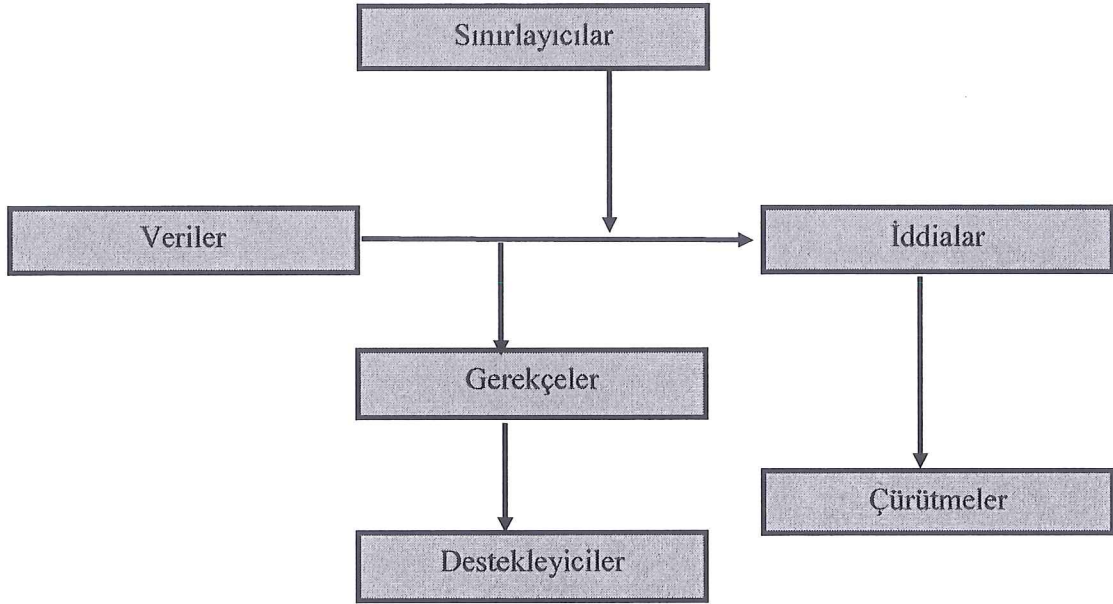 Sınırlayıcılar
Veriler
İddialar
Gerekçeler
Çürütmeler
Destekleyiciler